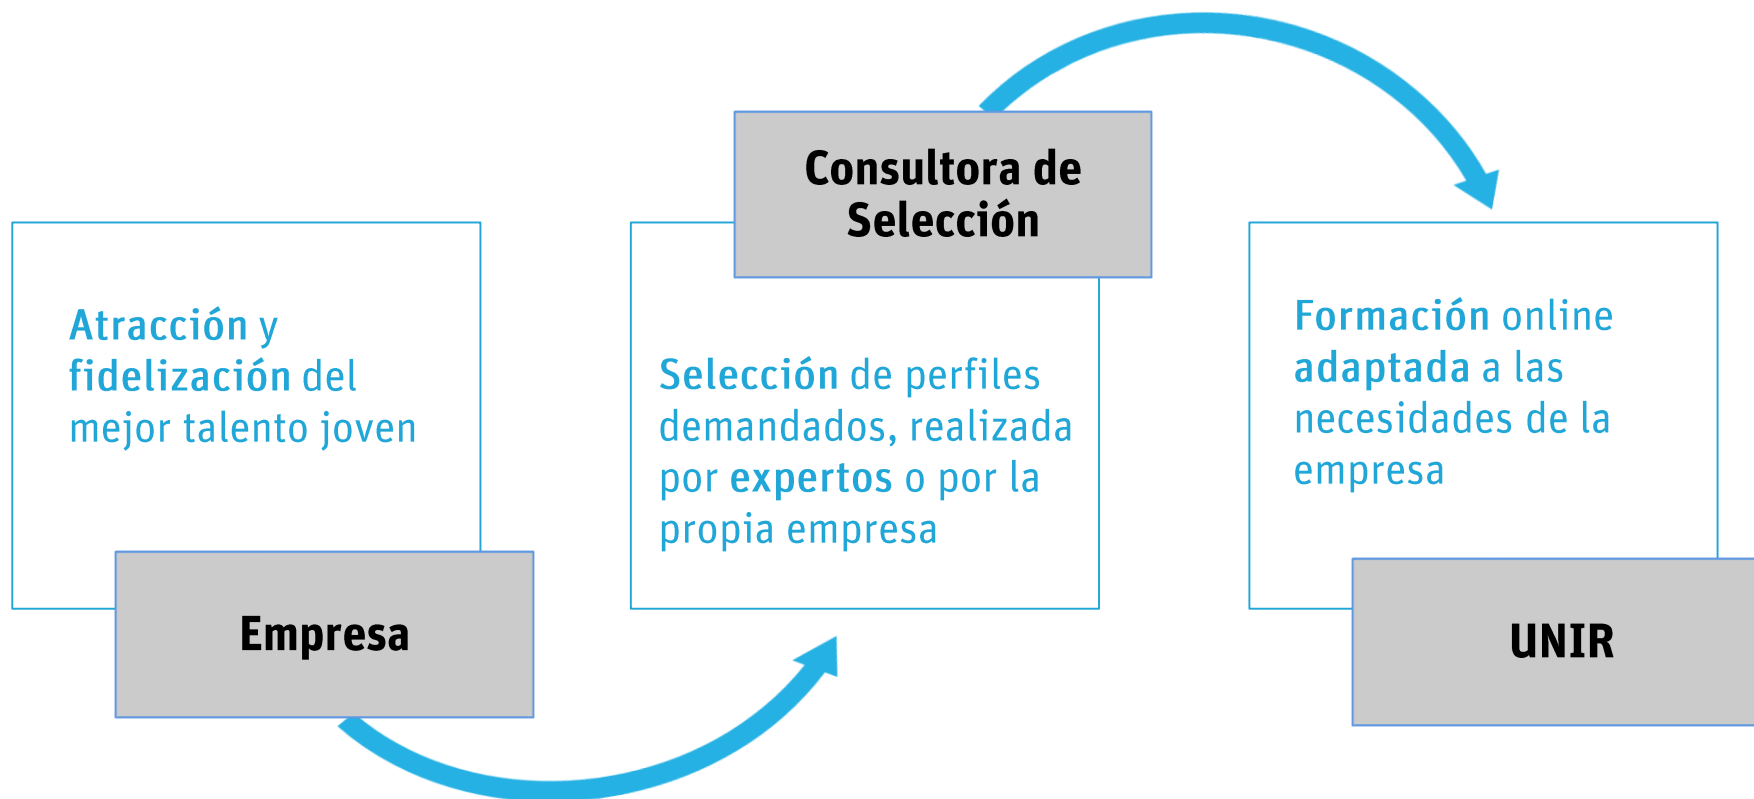 Atracción y
fidelización del
mejor talento joven
Empresa
Consultora de
Selección
Selección de perfiles
demandados, realizada
por expertos o por la
propia empresa
Formación online
adaptada a las
necesidades de la
empresa
UNIR